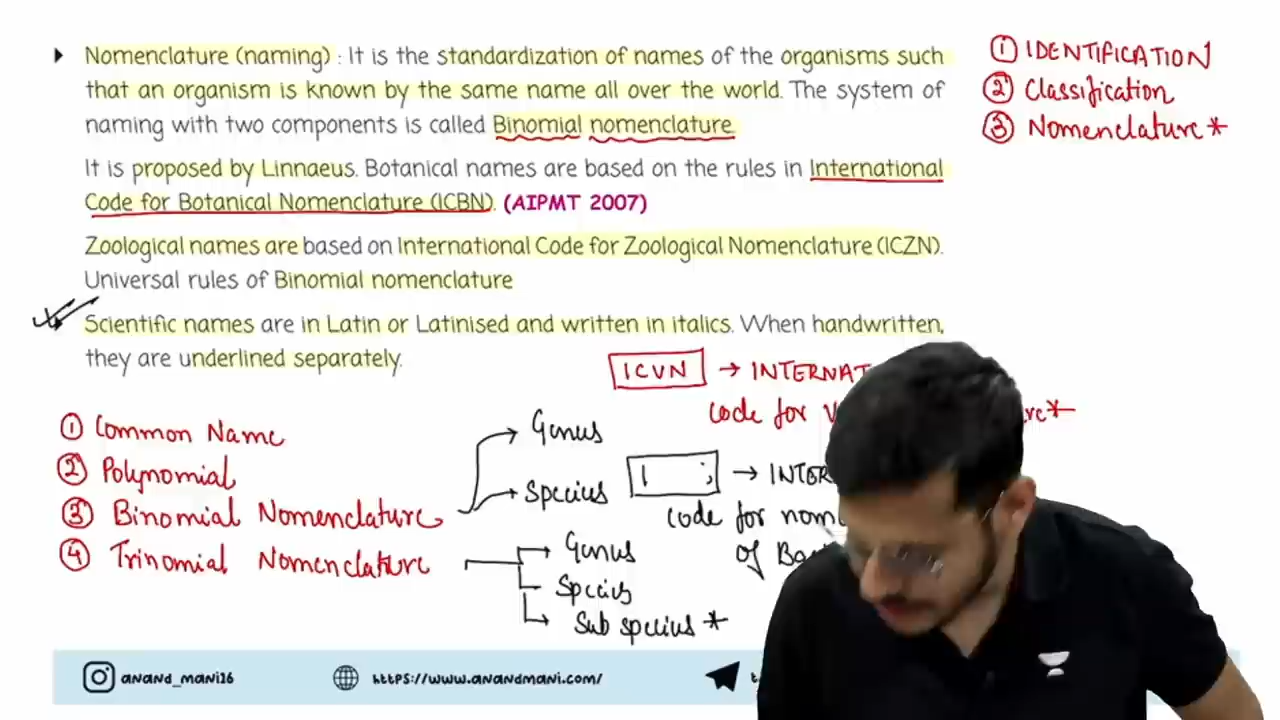 Nomenclature (naming) : It is the standardization of names of the organisms such
that an organism is known by the same name all over the world. The system of
naming with two components is called Binomial nomenclature.
It is proposed by Linnaeus. Botanical names are based on the rules in International
Code for Botanical Nomenclature (ICBN). (AIPMT 2007)
Zoological names are based on International Code for Zoological Nomenclature (ICZN).
Universal rules of Binomial nomenclature
Scientific names are in Latin or Latinised and written in italics. When handwritten,
they are underlined separately.
① IDENTIFICATION
② Classification
③ Nomenclature*
ICVN → INTERNAT
code for
① Common Name
② Polynomial
③ Binomial Nomenclature
④ Trinomial Nomenclature
Genus
Species
Genus
Species
Sub species*
→ INTER
code for nom
of Ba
anand_mani26
https://www.anandmani.com/